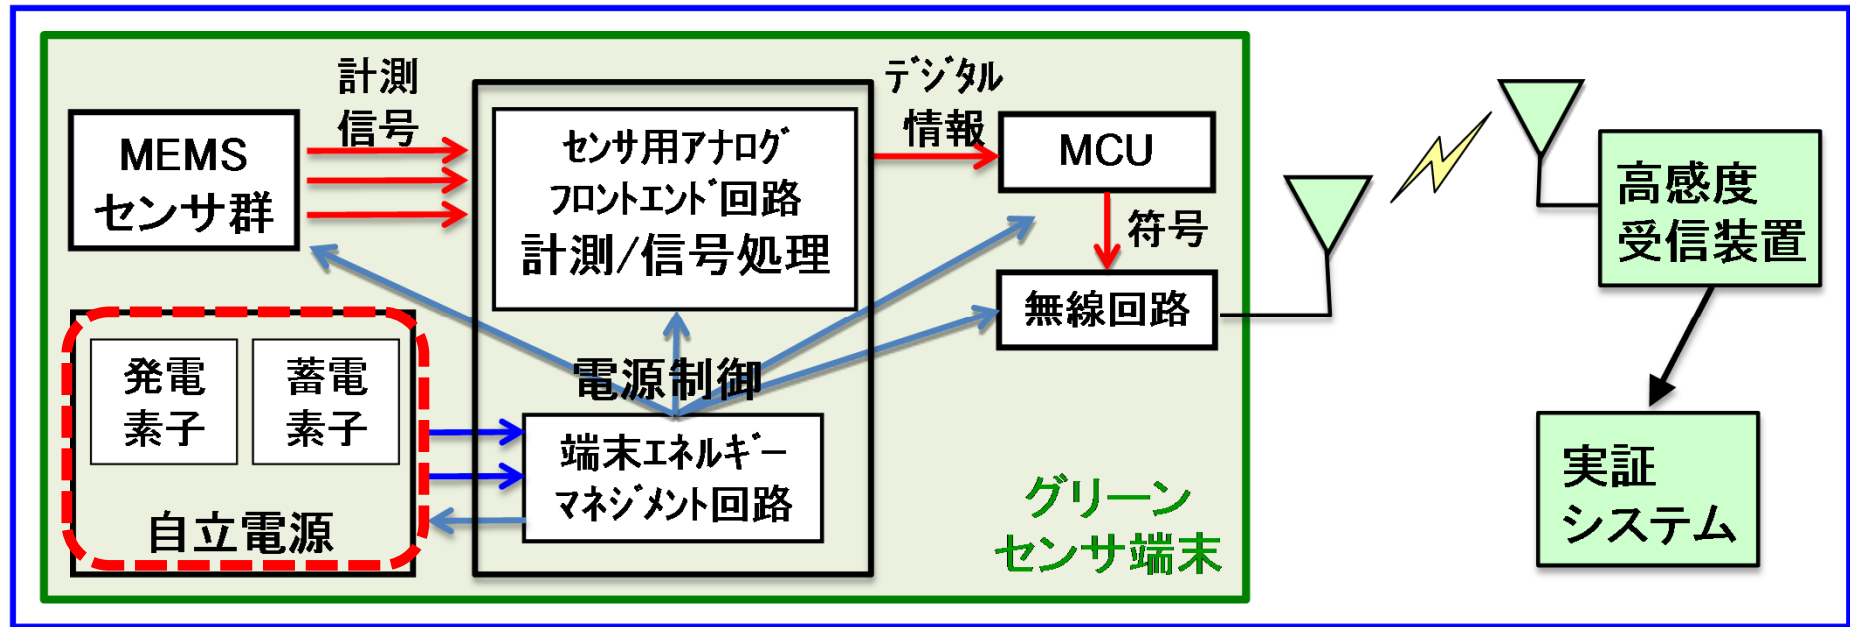 計測
信号
デジタル
情報
MEMS
センサ群
センサ用アナログ
フロントエンド回路
計測/信号処理
MCU
符号
無線回路
高感度
受信装置
電源制御
発電
素子
蓄電
素子
自立電源
端末エネルギー
マネジメント回路
グリーン
センサ端末
実証
システム